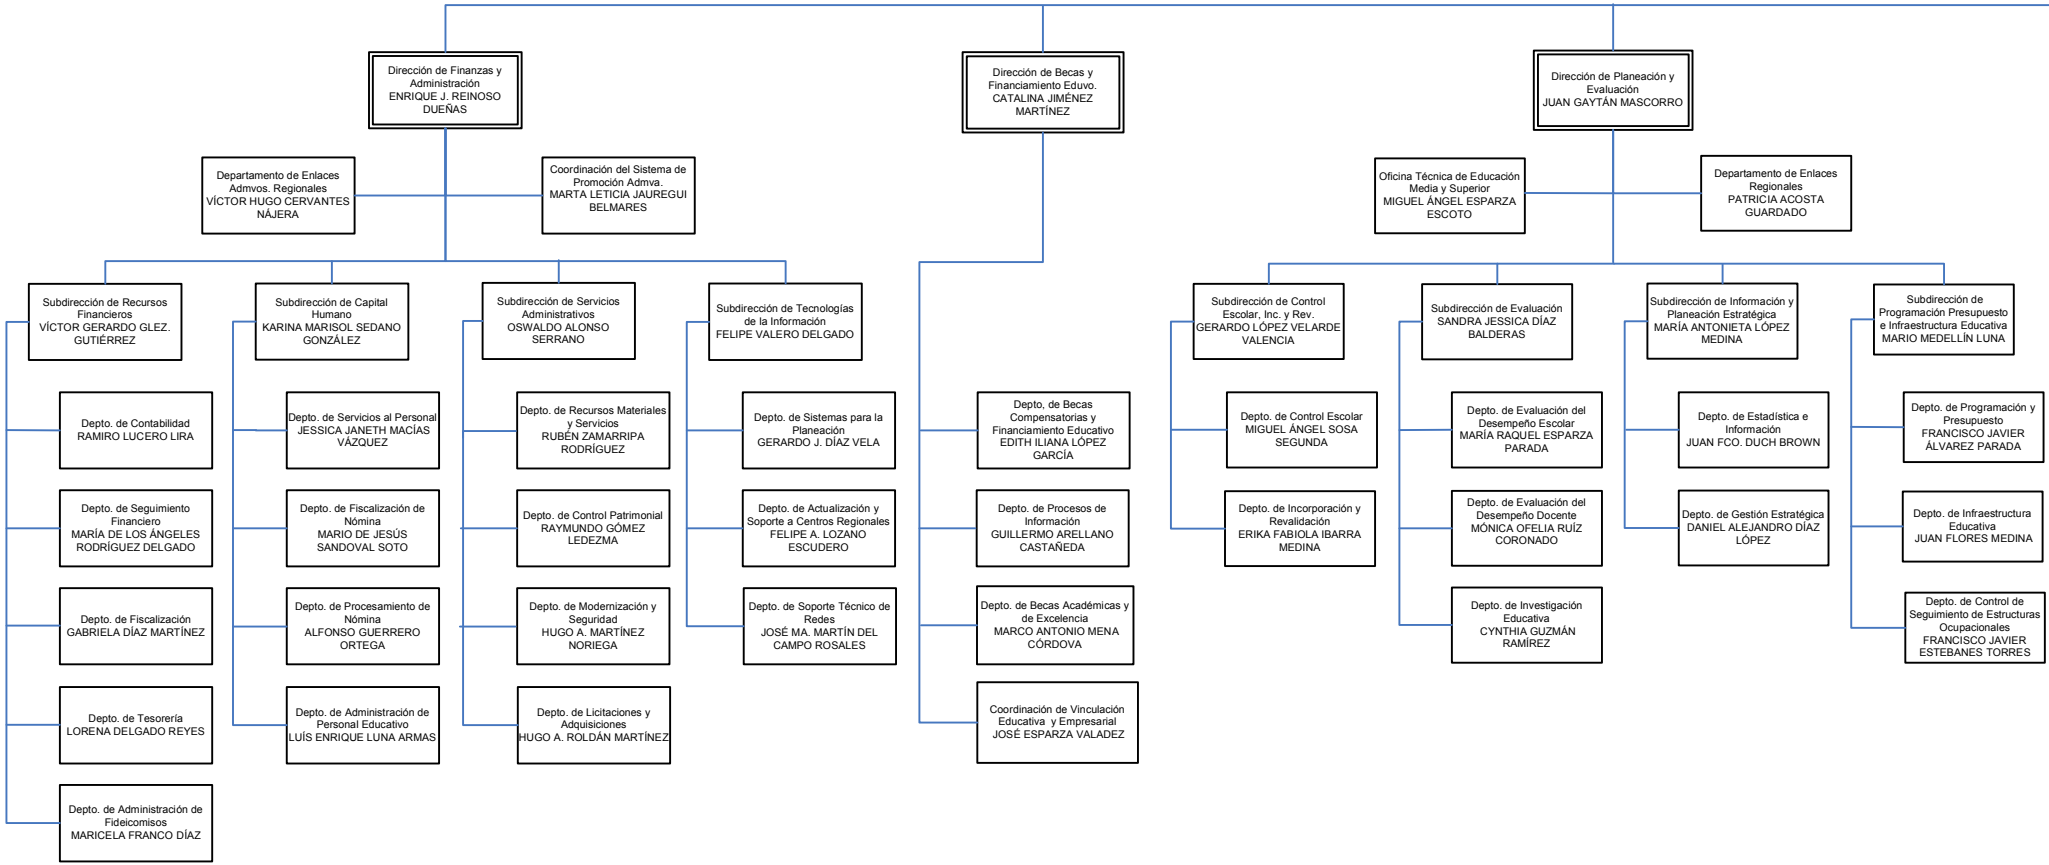 Dirección de Finanzas y
Administración
ENRIQUE J. REINOSO
DUEÑAS
Dirección de Becas y
Financiamiento Eduvo.
CATALINA JIMÉNEZ
MARTÍNEZ
Dirección de Planeación y
Evaluación
JUAN GAYTÁN MASCORRO
Departamento de Enlaces
Admvos. Regionales
VÍCTOR HUGO CERVANTES
NÁJERA
Coordinación del Sistema de
Promoción Admva.
MARTA LETICIA JAUREGUI
BELMARES
Oficina Técnica de Educación
Media y Superior
MIGUEL ÁNGEL ESPARZA
ESCOTO
Departamento de Enlaces
Regionales
PATRICIA ACOSTA
GUARDADO
Subdirección de Recursos
Financieros
VÍCTOR GERARDO GLEZ.
GUTIÉRREZ
Subdirección de Capital
Humano
KARINA MARISOL SEDANO
GONZÁLEZ
Subdirección de Servicios
Administrativos
OSWALDO ALONSO
SERRANO
Subdirección de Tecnologías
de la Información
FELIPE VALERO DELGADO
Subdirección de Control
Escolar, Inc. y Rev.
GERARDO LÓPEZ VELARDE
VALENCIA
Subdirección de Evaluación
SANDRA JESSICA DÍAZ
BALDERAS
Subdirección de Información y
Planeación Estratégica
MARÍA ANTONIETA LÓPEZ
MEDINA
Subdirección de
Programación Presupuesto
e Infraestructura Educativa
MARIO MEDELLÍN LUNA
Depto. de Contabilidad
RAMIRO LUCERO LIRA
Depto. de Servicios al Personal
JESSICA JANETH MACÍAS
VÁZQUEZ
Depto. de Recursos Materiales
y Servicios
RUBÉN ZAMARRIPA
RODRÍGUEZ
Depto. de Sistemas para la
Planeación
GERARDO J. DÍAZ VELA
Depto, de Becas
Compensatorias y
Financiamiento Educativo
EDITH ILIANA LÓPEZ
GARCÍA
Depto. de Control Escolar
MIGUEL ÁNGEL SOSA
SEGUNDA
Depto. de Evaluación del
Desempeño Escolar
MARÍA RAQUEL ESPARZA
PARADA
Depto. de Estadística e
Información
JUAN FCO. DUCH BROWN
Depto. de Programación y
Presupuesto
FRANCISCO JAVIER
ÁLVAREZ PARADA
Depto. de Seguimiento
Financiero
MARÍA DE LOS ÁNGELES
RODRÍGUEZ DELGADO
Depto. de Fiscalización de
Nómina
MARIO DE JESÚS
SANDOVAL SOTO
Depto. de Control Patrimonial
RAYMUNDO GÓMEZ
LEDEZMA
Depto. de Actualización y
Soporte a Centros Regionales
FELIPE A. LOZANO
ESCUDERO
Depto. de Procesos de
Información
GUILLERMO ARELLANO
CASTAÑEDA
Depto. de Incorporación y
Revalidación
ERIKA FABIOLA IBARRA
MEDINA
Depto. de Evaluación del
Desempeño Docente
MÓNICA OFELIA RUÍZ
CORONADO
Depto. de Gestión Estratégica
DANIEL ALEJANDRO DÍAZ
LÓPEZ
Depto. de Infraestructura
Educativa
JUAN FLORES MEDINA
Depto. de Fiscalización
GABRIELA DÍAZ MARTÍNEZ
Depto. de Procesamiento de
Nómina
ALFONSO GUERRERO
ORTEGA
Depto. de Modernización y
Seguridad
HUGO A. MARTÍNEZ
NORIEGA
Depto. de Soporte Técnico de
Redes
JOSÉ MA. MARTÍN DEL
CAMPO ROSALES
Depto. de Becas Académicas y
de Excelencia
MARCO ANTONIO MENA
CÓRDOVA
Depto. de Investigación
Educativa
CYNTHIA GUZMÁN
RAMÍREZ
Depto. de Control de
Seguimiento de Estructuras
Ocupacionales
FRANCISCO JAVIER
ESTEBANES TORRES
Depto. de Tesorería
LORENA DELGADO REYES
Depto. de Administración de
Personal Educativo
LUÍS ENRIQUE LUNA ARMAS
Depto. de Licitaciones y
Adquisiciones
HUGO A. ROLDÁN MARTÍNEZ
Coordinación de Vinculación
Educativa y Empresarial
JOSÉ ESPARZA VALADEZ
Depto. de Administración de
Fideicomisos
MARICELA FRANCO DÍAZ